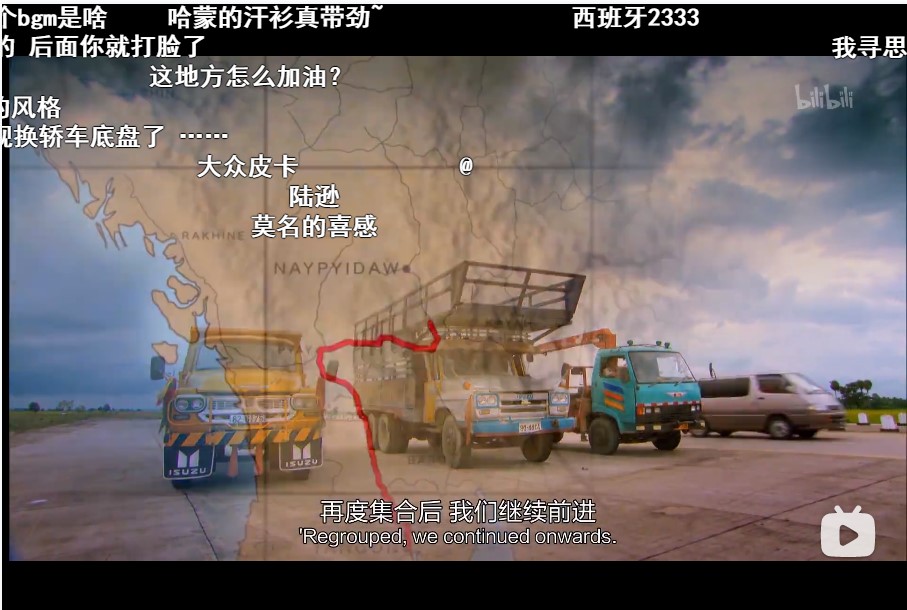 个bgm是啥 哈蒙的汗衫真带劲~ 西班牙2333
的 后面你就打脸了 我寻思
这地方怎么加油?
bilibili
的风格
观换轿车底盘了 ……
大众皮卡 @
陆逊
莫名的喜感
RAKHINE
NAYPYIDAW
ISUZU
ISUZU
再度集合后 我们继续前进
'Regrouped, we continued onwards.